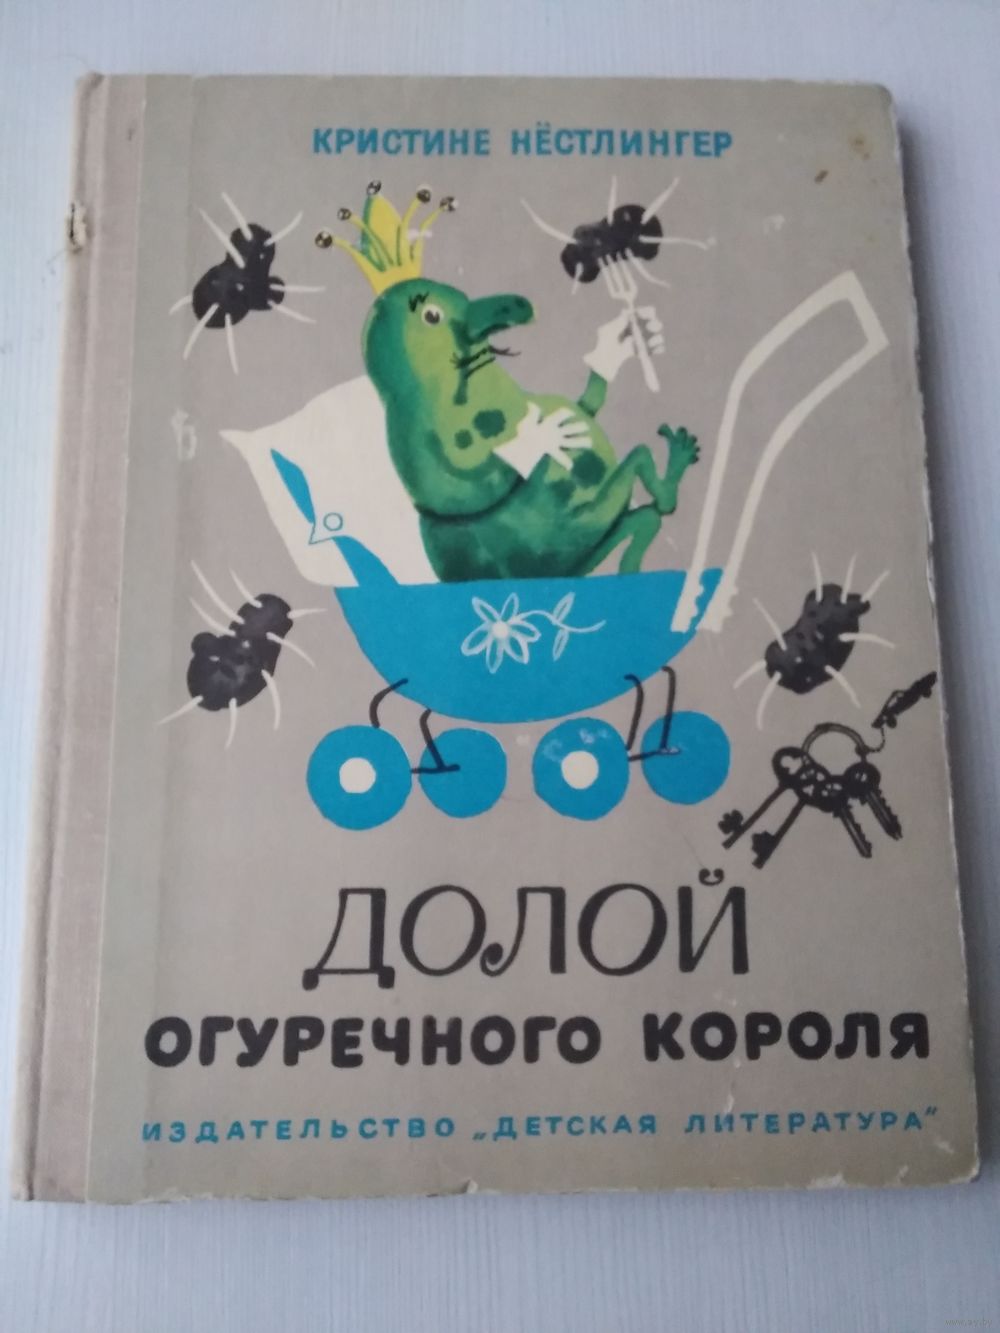 КРИСТИНЕ НЁСТЛИНГЕР
ДОЛОЙ
ОГУРЕЧНОГО КОРОЛЯ
ИЗДАТЕЛЬСТВО „ДЕТСКАЯ ЛИТЕРАТУРА"